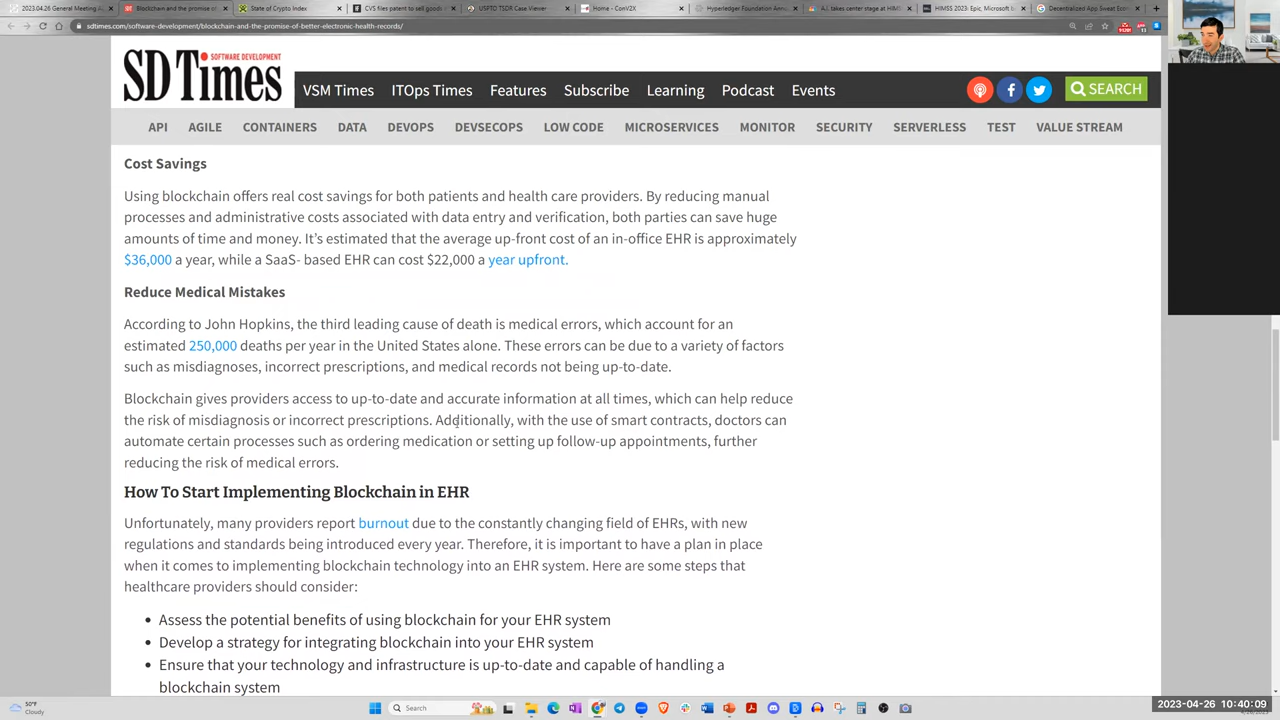 2023.04.26 General Meeting A
Blockchain and the promise o
State of Crypto Index
CVS files patent to sell goods
USPTO TSDR Case Viewer
Home - ConV2X
Hyperledger Foundation Annu
A.I. takes center stage at HIM
HIMSS 2023: Epic, Microsoft b
Decentralized App Sweat Eco
sdtimes.com/software-development/blockchain-and-the-promise-of-better-electronic-health-records/
SD Times
SOFTWARE DEVELOPMENT
VSM Times ITOps Times Features Subscribe Learning Podcast Events SEARCH
API AGILE CONTAINERS DATA DEVOPS DEVSECOPS LOW CODE MICROSERVICES MONITOR SECURITY SERVERLESS TEST VALUE STREAM
Cost Savings
Using blockchain offers real cost savings for both patients and health care providers. By reducing manual
processes and administrative costs associated with data entry and verification, both parties can save huge
amounts of time and money. It’s estimated that the average up-front cost of an in-office EHR is approximately
$36,000 a year, while a SaaS- based EHR can cost $22,000 a year upfront.
Reduce Medical Mistakes
According to John Hopkins, the third leading cause of death is medical errors, which account for an
estimated 250,000 deaths per year in the United States alone. These errors can be due to a variety of factors
such as misdiagnoses, incorrect prescriptions, and medical records not being up-to-date.
Blockchain gives providers access to up-to-date and accurate information at all times, which can help reduce
the risk of misdiagnosis or incorrect prescriptions. Additionally, with the use of smart contracts, doctors can
automate certain processes such as ordering medication or setting up follow-up appointments, further
reducing the risk of medical errors.
How To Start Implementing Blockchain in EHR
Unfortunately, many providers report burnout due to the constantly changing field of EHRs, with new
regulations and standards being introduced every year. Therefore, it is important to have a plan in place
when it comes to implementing blockchain technology into an EHR system. Here are some steps that
healthcare providers should consider:
• Assess the potential benefits of using blockchain for your EHR system
• Develop a strategy for integrating blockchain into your EHR system
• Ensure that your technology and infrastructure is up-to-date and capable of handling a
blockchain system
50°F
Cloudy
Search
2023-04-26 10:40:09